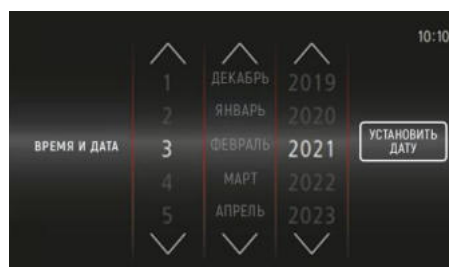 10:10
1 ДЕКАБРЬ 2019
2 ЯНВАРЬ 2020
ВРЕМЯ И ДАТА 3 ФЕВРАЛЬ 2021 УСТАНОВИТЬ
ДАТУ
4 МАРТ 2022
5 АПРЕЛЬ 2023